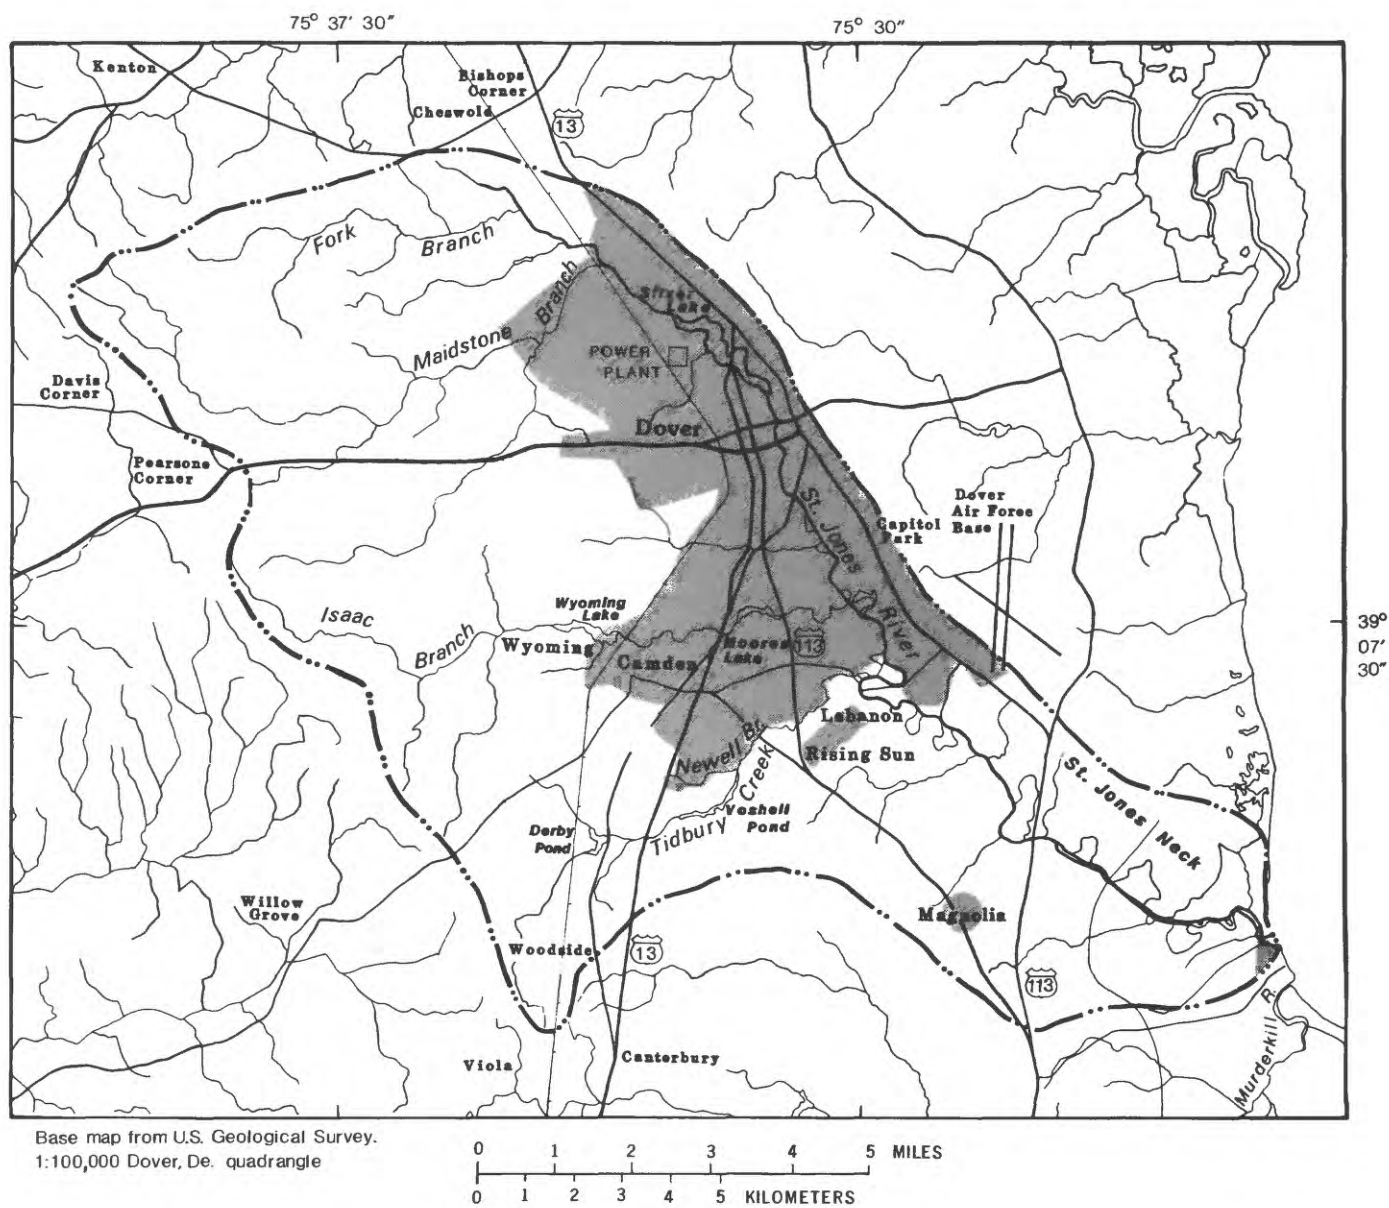 75° 37' 30"
75° 30"
Kenton
Bishops
Corner
Cheswold
13
Fork
Branch
Silver
Lake
Maidstone
Branch
POWER
PLANT
Davis
Corner
Dover
Pearsone
Corner
Dover
Air Force
Base
St. Jones
River
Capitol
Park
39°
07'
30"
Isaac
Branch
Wyoming
Lake
Wyoming
Camden
Moores
Lake
113
Lebanon
Rising Sun
Newell Br.
Tidbury Creek
Voshell
Pond
Derby
Pond
St. Jones Neck
Willow
Grove
Magnolia
Woodside
13
113
Viola
Canterbury
Murderkill R.
Base map from U.S. Geological Survey.
1:100,000 Dover, De. quadrangle
0 1 2 3 4 5 MILES
0 1 2 3 4 5 KILOMETERS